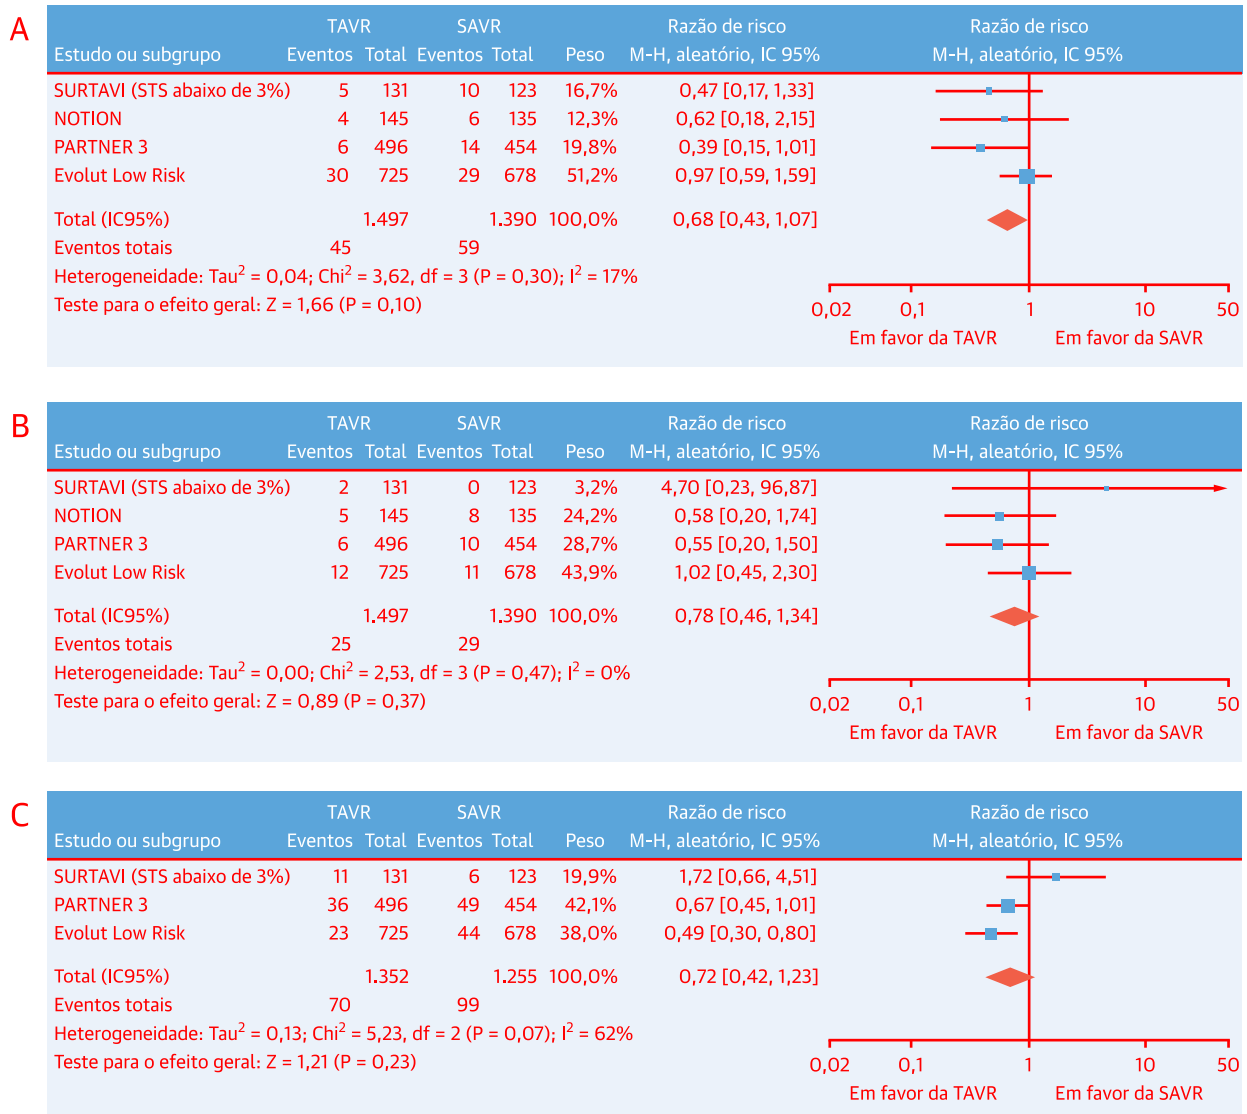 A
TAVR SAVR Razão de risco Razão de risco
Estudo ou subgrupo Eventos Total Eventos Total Peso M-H, aleatório, IC 95% M-H, aleatório, IC 95%
SURTAVI (STS abaixo de 3%) 5 131 10 123 16,7% 0,47 [0,17, 1,33]
NOTION 4 145 6 135 12,3% 0,62 [0,18, 2,15]
PARTNER 3 6 496 14 454 19,8% 0,39 [0,15, 1,01]
Evolut Low Risk 30 725 29 678 51,2% 0,97 [0,59, 1,59]
Total (IC95%) 1.497 1.390 100,0% 0,68 [0,43, 1,07]
Eventos totais 45 59
Heterogeneidade: Tau² = 0,04; Chi² = 3,62, df = 3 (P = 0,30); I² = 17%
Teste para o efeito geral: Z = 1,66 (P = 0,10)
0,02 0,1 1 10 50
Em favor da TAVR Em favor da SAVR
B
TAVR SAVR Razão de risco Razão de risco
Estudo ou subgrupo Eventos Total Eventos Total Peso M-H, aleatório, IC 95% M-H, aleatório, IC 95%
SURTAVI (STS abaixo de 3%) 2 131 0 123 3,2% 4,70 [0,23, 96,87]
NOTION 5 145 8 135 24,2% 0,58 [0,20, 1,74]
PARTNER 3 6 496 10 454 28,7% 0,55 [0,20, 1,50]
Evolut Low Risk 12 725 11 678 43,9% 1,02 [0,45, 2,30]
Total (IC95%) 1.497 1.390 100,0% 0,78 [0,46, 1,34]
Eventos totais 25 29
Heterogeneidade: Tau² = 0,00; Chi² = 2,53, df = 3 (P = 0,47); I² = 0%
Teste para o efeito geral: Z = 0,89 (P = 0,37)
0,02 0,1 1 10 50
Em favor da TAVR Em favor da SAVR
C
TAVR SAVR Razão de risco Razão de risco
Estudo ou subgrupo Eventos Total Eventos Total Peso M-H, aleatório, IC 95% M-H, aleatório, IC 95%
SURTAVI (STS abaixo de 3%) 11 131 6 123 19,9% 1,72 [0,66, 4,51]
PARTNER 3 36 496 49 454 42,1% 0,67 [0,45, 1,01]
Evolut Low Risk 23 725 44 678 38,0% 0,49 [0,30, 0,80]
Total (IC95%) 1.352 1.255 100,0% 0,72 [0,42, 1,23]
Eventos totais 70 99
Heterogeneidade: Tau² = 0,13; Chi² = 5,23, df = 2 (P = 0,07); I² = 62%
Teste para o efeito geral: Z = 1,21 (P = 0,23)
0,02 0,1 1 10 50
Em favor da TAVR Em favor da SAVR